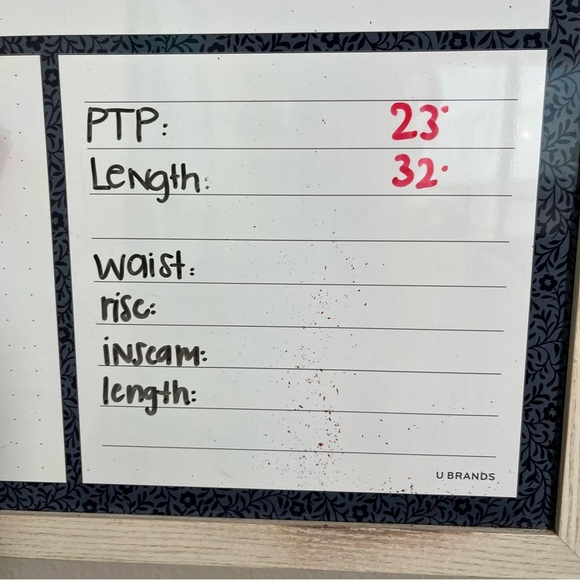 PTP: 23"
Length: 32"
waist:
rise:
inseam:
length:
U BRANDS